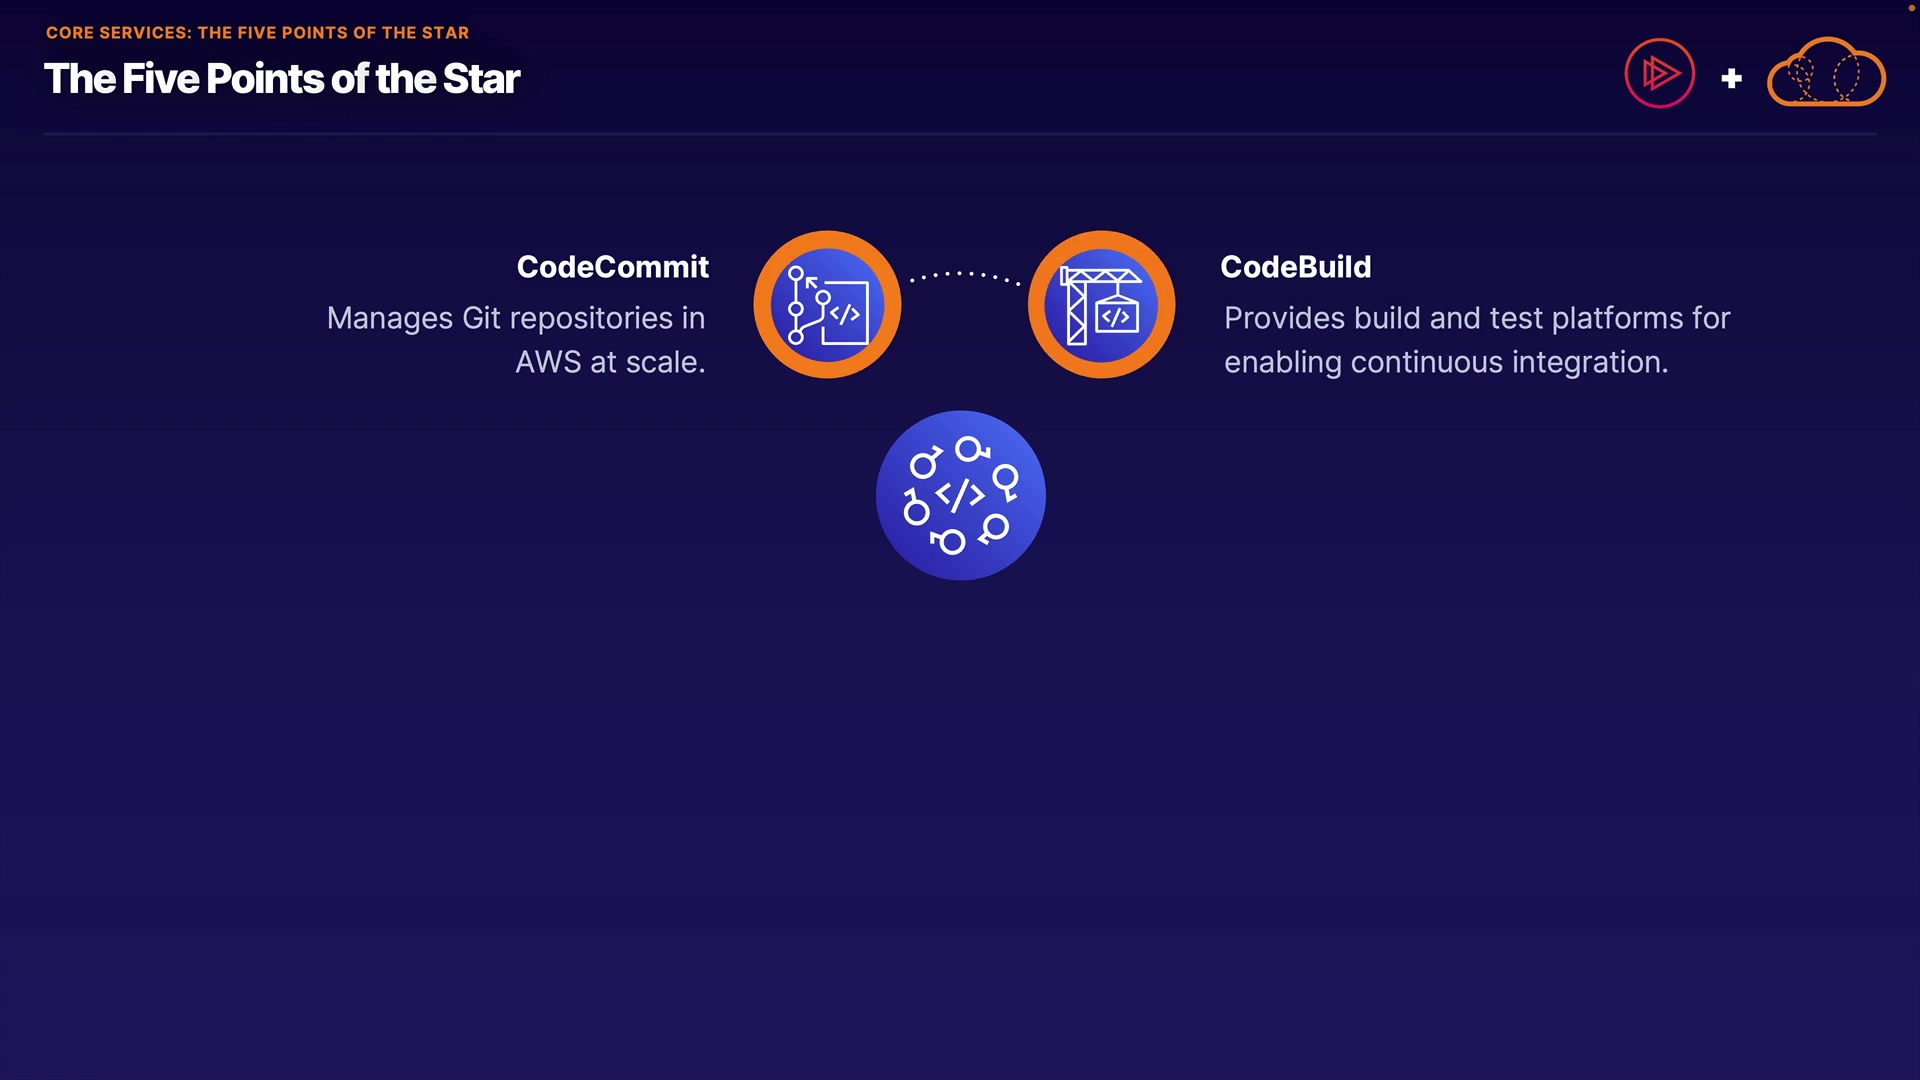 CORE SERVICES: THE FIVE POINTS OF THE STAR
The Five Points of the Star
+
CodeCommit
Manages Git repositories in
AWS at scale.
</>
</>
CodeBuild
Provides build and test platforms for
enabling continuous integration.
</>